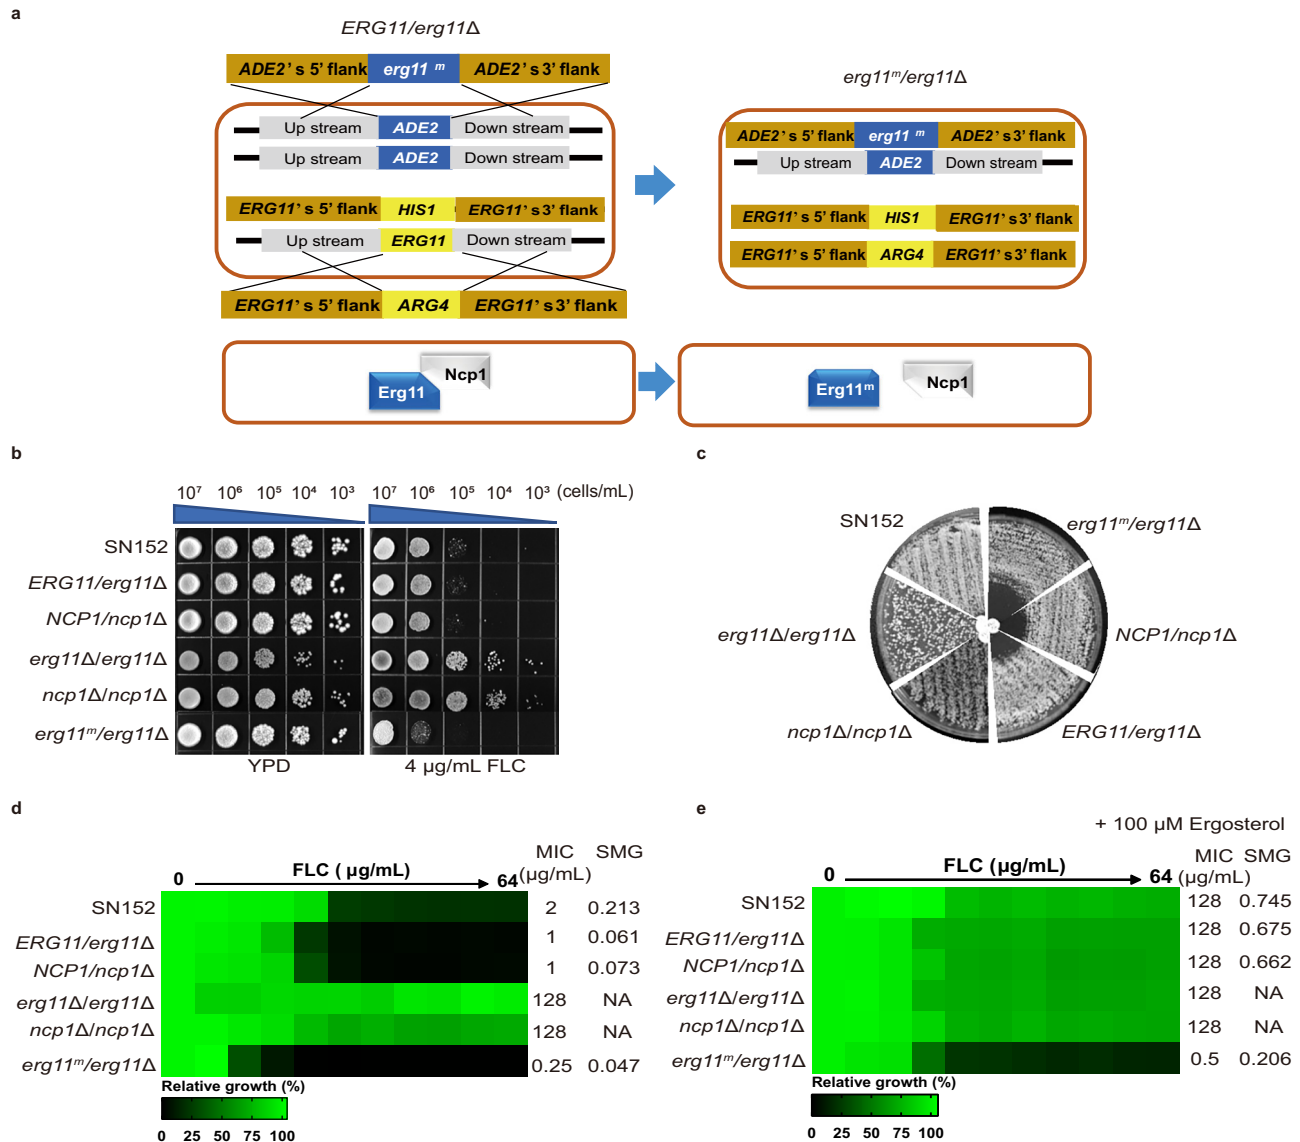 a
ERG11/erg11Δ
ADE2’ s 5’ flank erg11 m ADE2’ s 3’ flank
erg11m/erg11Δ
Up stream ADE2 Down stream
Up stream ADE2 Down stream
ERG11’ s 5’ flank HIS1 ERG11’ s 3’ flank
Up stream ERG11 Down stream
ERG11’ s 5’ flank ARG4 ERG11’ s 3’ flank
ADE2’ s 5’ flank erg11 m ADE2’ s 3’ flank
Up stream ADE2 Down stream
ERG11’ s 5’ flank HIS1 ERG11’ s 3’ flank
ERG11’ s 5’ flank ARG4 ERG11’ s 3’ flank
Ncp1
Erg11
Erg11m
Ncp1
b
10⁷ 10⁶ 10⁵ 10⁴ 10³ 10⁷ 10⁶ 10⁵ 10⁴ 10³ (cells/mL)
SN152
ERG11/erg11Δ
NCP1/ncp1Δ
erg11Δ/erg11Δ
ncp1Δ/ncp1Δ
erg11m/erg11Δ
YPD 4 μg/mL FLC
c
SN152
erg11m/erg11Δ
erg11Δ/erg11Δ
NCP1/ncp1Δ
ncp1Δ/ncp1Δ
ERG11/erg11Δ
d
MIC SMG
FLC ( μg/mL) (μg/mL)
0 64
SN152 2 0.213
ERG11/erg11Δ 1 0.061
NCP1/ncp1Δ 1 0.073
erg11Δ/erg11Δ 128 NA
ncp1Δ/ncp1Δ 128 NA
erg11m/erg11Δ 0.25 0.047
Relative growth (%)
0 25 50 75 100
e
+ 100 μM Ergosterol
MIC SMG
FLC (μg/mL) (μg/mL)
0 64
SN152 128 0.745
ERG11/erg11Δ 128 0.675
NCP1/ncp1Δ 128 0.662
erg11Δ/erg11Δ 128 NA
ncp1Δ/ncp1Δ 128 NA
erg11m/erg11Δ 0.5 0.206
Relative growth (%)
0 25 50 75 100